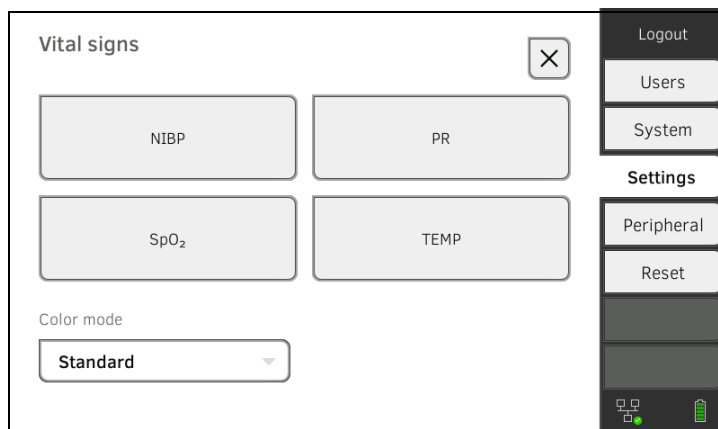 Vital signs
NIBP
PR
SpO₂
TEMP
Color mode
Standard
Logout
Users
System
Settings
Peripheral
Reset